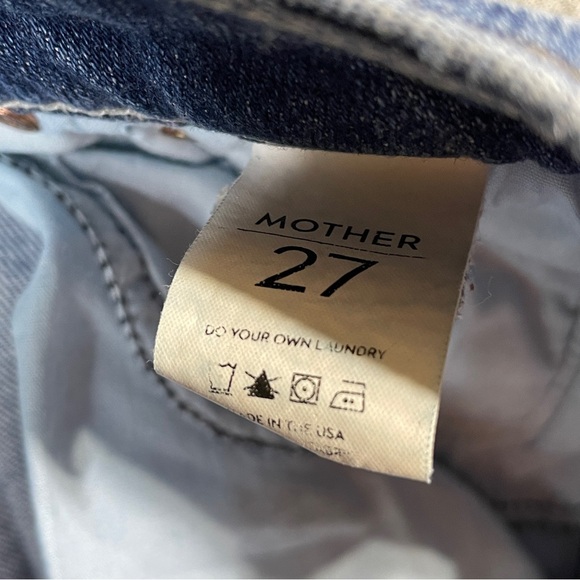 MOTHER
27
DO YOUR OWN LAUNDRY
MADE IN THE USA